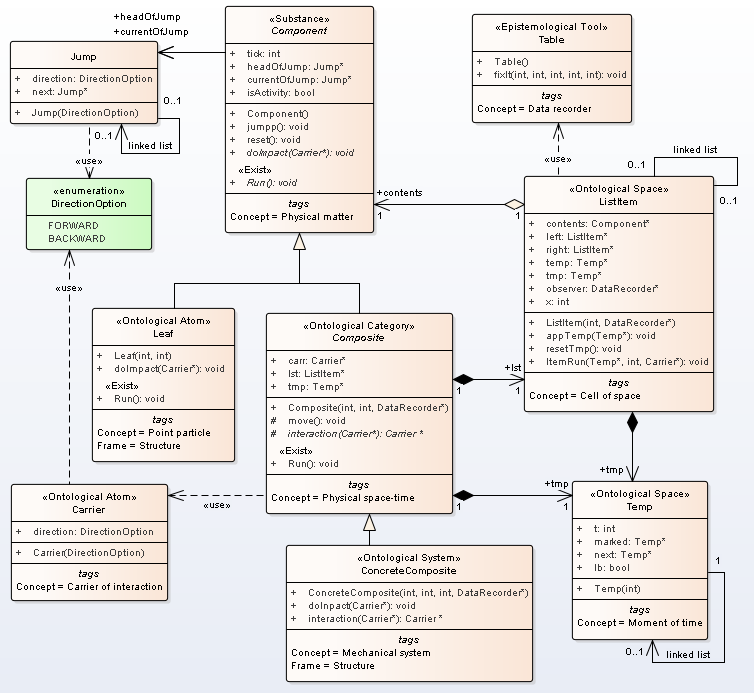 +headOfJump
+currentOfJump
Jump
+ direction: DirectionOption
+ next: Jump*
+ Jump(DirectionOption)
0..1
0..1
linked list
«use»
«enumeration»
DirectionOption
FORWARD
BACKWARD
«use»
«Substance»
Component
+ tick: int
+ headOfJump: Jump*
+ currentOfJump: Jump*
+ isActivity: bool
+ Component()
+ jumpp(): void
+ reset(): void
+ doImpact(Carrier*): void
«Exist»
+ Run(): void
tags
Concept = Physical matter
«Epistemological Tool»
Table
+ Table()
+ fixIt(int, int, int, int, int): void
tags
Concept = Data recorder
«use»
linked list
0..1
0..1
+contents
1
1
«Ontological Space»
ListItem
+ contents: Component*
+ left: ListItem*
+ right: ListItem*
+ temp: Temp*
+ tmp: Temp*
+ observer: DataRecorder*
+ x: int
+ ListItem(int, DataRecorder*)
+ appTemp(Temp*): void
+ resetTmp(): void
+ ItemRun(Temp*, int, Carrier*): void
tags
Concept = Cell of space
«Ontological Atom»
Leaf
+ Leaf(int, int)
+ doImpact(Carrier*): void
«Exist»
+ Run(): void
tags
Concept = Point particle
Frame = Structure
«Ontological Category»
Composite
+ carr: Carrier*
+ lst: ListItem*
+ tmp: Temp*
+ Composite(int, int, DataRecorder*)
# move(): void
# interaction(Carrier*): Carrier *
«Exist»
+ Run(): void
tags
Concept = Physical space-time
+lst
1
1
+tmp
+tmp
1
1
«use»
«Ontological Atom»
Carrier
+ direction: DirectionOption
+ Carrier(DirectionOption)
tags
Concept = Carrier of interaction
«Ontological System»
ConcreteComposite
+ ConcreteComposite(int, int, int, DataRecorder*)
+ doInpact(Carrier*): void
+ interaction(Carrier*): Carrier *
tags
Concept = Mechanical system
Frame = Structure
«Ontological Space»
Temp
+ t: int
+ marked: Temp*
+ next: Temp*
+ lb: bool
+ Temp(int)
tags
Concept = Moment of time
1
0..1
linked list